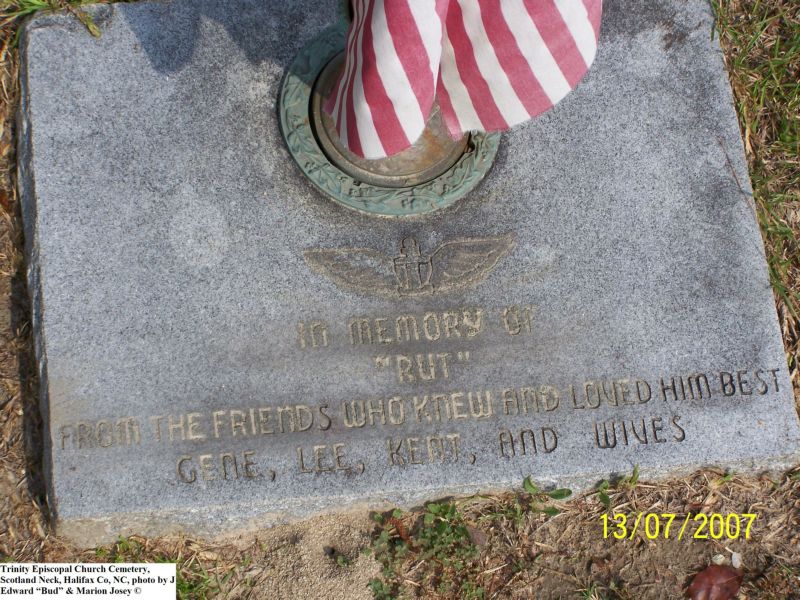 IN MEMORY OF
"RUT"
FROM THE FRIENDS WHO KNEW AND LOVED HIM BEST
GENE, LEE, KENT, AND WIVES
13/07/2007
Trinity Episcopal Church Cemetery,
Scotland Neck, Halifax Co, NC, photo by J
Edward “Bud” & Marion Josey ©